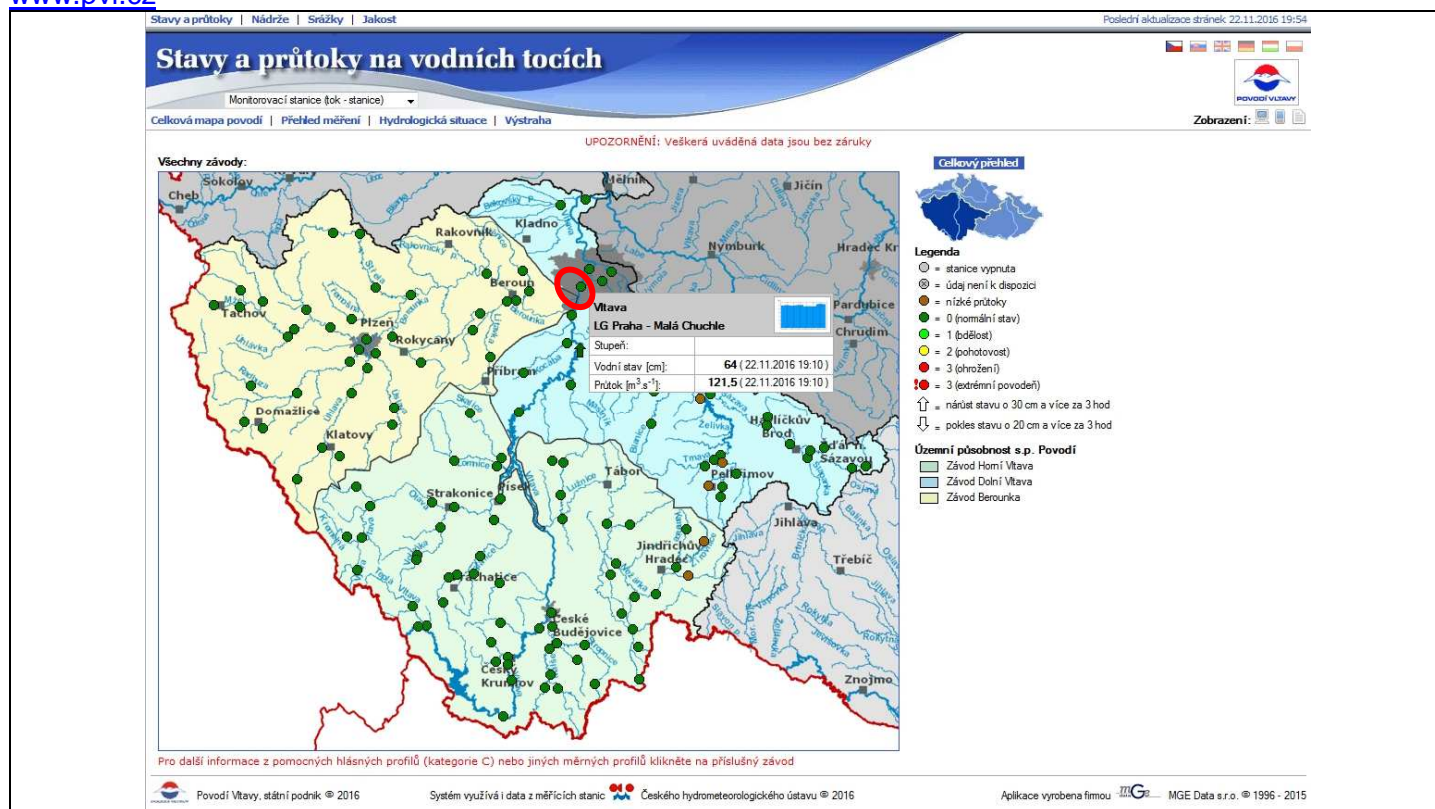 www.pvl.cz
Stavy a průtoky | Nádrže | Srážky | Jakost
Poslední aktualizace stránek: 22.11.2016 19:54
Stavy a průtoky na vodních tocích
POVODÍ VLTAVY
Monitorovací stanice (tok - stanice)
Celková mapa povodí | Přehled měření | Hydrologická situace | Výstraha
Zobrazení:
UPOZORNĚNÍ: Veškerá uváděná data jsou bez záruky
Všechny závody:
Celkový přehled
Cheb
Sokolov
Mělník
Jičín
Kladno
Rakovník
Rakovnický p.
Nymburk
Hradec Kr
Beroun
Tachov
Plzeň
Rokycany
Příbram
Pardubice
Chrudim
Vltava
LG Praha - Malá Chuchle
Stupeň:
Vodní stav [cm]: 64 ( 22.11.2016 19:10 )
Průtok [m³.s⁻¹]: 121,5 ( 22.11.2016 19:10 )
Domažlice
Klatovy
Havlíčkův
Brod
Žďár n.
Sázavou
Tábor
Pelhřimov
Strakonice
Písek
Jihlava
Jindřichův
Hradec
Třebíč
Prachatice
České
Budějovice
Český
Krumlov
Znojmo
Legenda
= stanice vypnuta
= údaj není k dispozici
= nízké průtoky
= 0 (normální stav)
= 1 (bdělost)
= 2 (pohotovost)
= 3 (ohrožení)
= 3 (extrémní povodeň)
= nárůst stavu o 30 cm a více za 3 hod
= pokles stavu o 20 cm a více za 3 hod
Územní působnost s.p. Povodí
Závod Horní Vltava
Závod Dolní Vltava
Závod Berounka
Pro další informace z pomocných hlásných profilů (kategorie C) nebo jiných měrných profilů klikněte na příslušný závod
Povodí Vltavy, státní podnik © 2016
Systém využívá i data z měřících stanic Českého hydrometeorologického ústavu © 2016
Aplikace vyrobena firmou MGE Data s.r.o. © 1996 - 2015